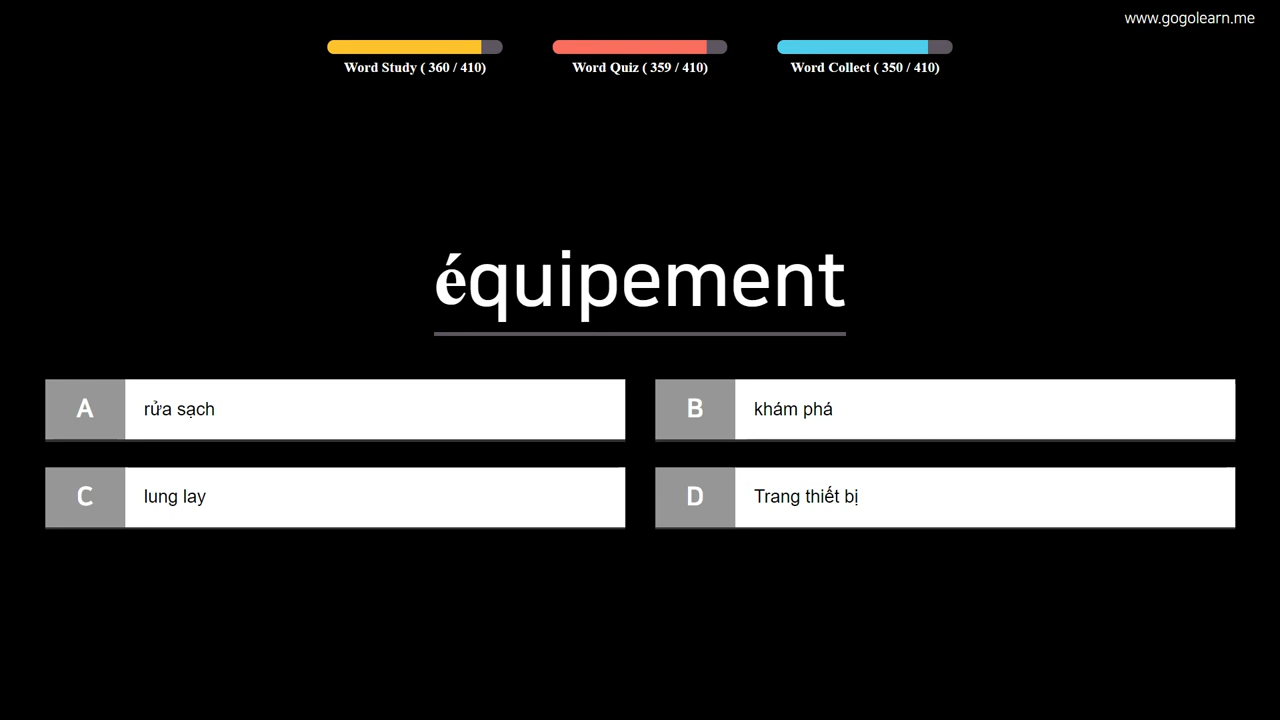 www.gogolearn.me
Word Study ( 360 / 410)
Word Quiz ( 359 / 410)
Word Collect ( 350 / 410)
équipement
A rửa sạch
B khám phá
C lung lay
D Trang thiết bị